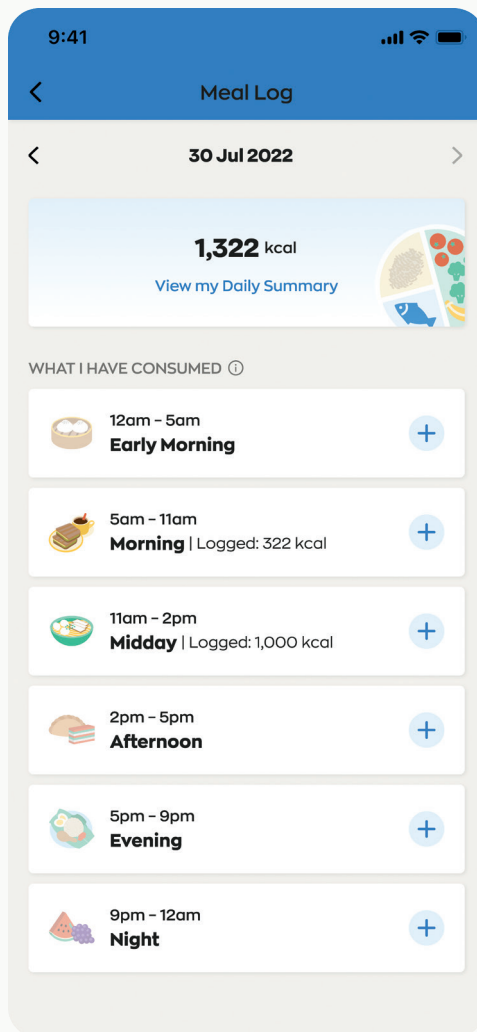 9:41
Meal Log
30 Jul 2022
1,322 kcal
View my Daily Summary
WHAT I HAVE CONSUMED
12am – 5am
Early Morning
5am – 11am
Morning | Logged: 322 kcal
11am – 2pm
Midday | Logged: 1,000 kcal
2pm – 5pm
Afternoon
5pm – 9pm
Evening
9pm – 12am
Night